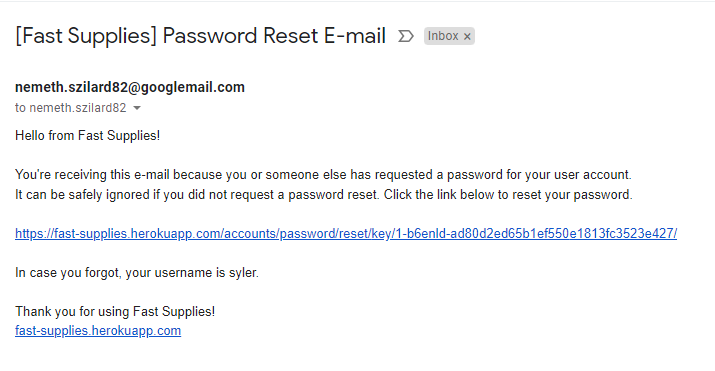 [Fast Supplies] Password Reset E-mail Inbox ×
nemeth.szilard82@googlemail.com
to nemeth.szilard82
Hello from Fast Supplies!
You're receiving this e-mail because you or someone else has requested a password for your user account.
It can be safely ignored if you did not request a password reset. Click the link below to reset your password.
https://fast-supplies.herokuapp.com/accounts/password/reset/key/1-b6enld-ad80d2ed65b1ef550e1813fc3523e427/
In case you forgot, your username is syler.
Thank you for using Fast Supplies!
fast-supplies.herokuapp.com